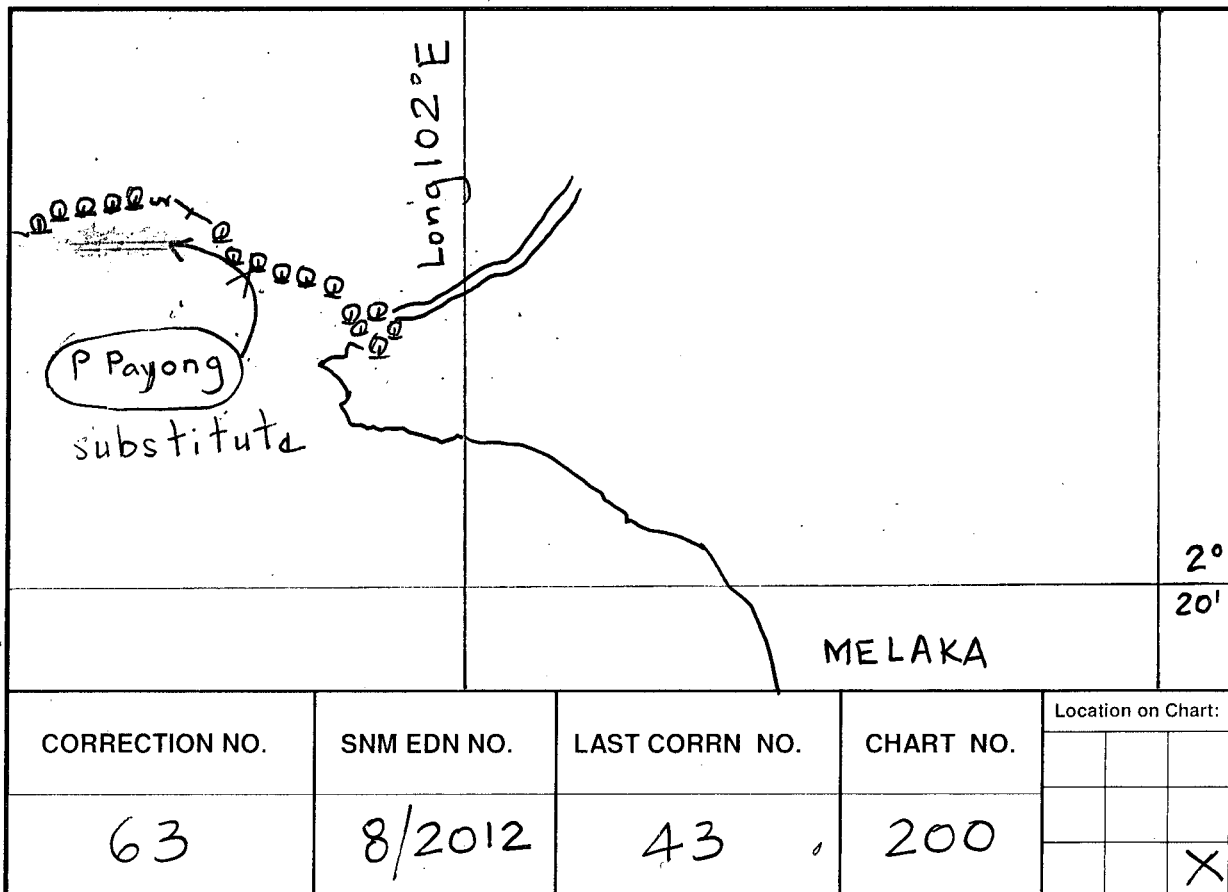 Long 102°E
P Payong
substitute
2°
20'
MELAKA
CORRECTION NO.
SNM EDN NO.
LAST CORRN NO.
CHART NO.
Location on Chart:
63
8/2012
43
200
X